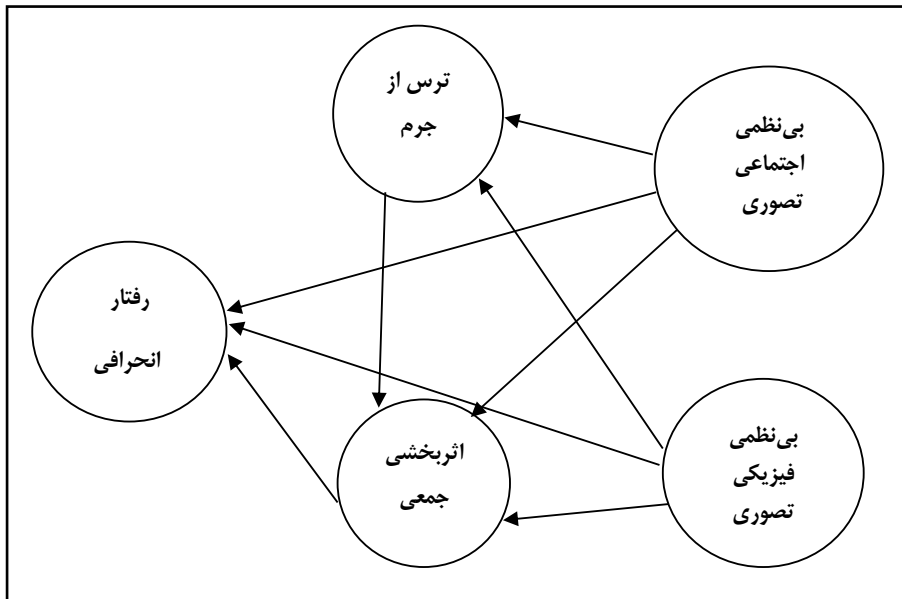 ترس از
جرم
بی‌نظمی
اجتماعی
تصوری
رفتار
انحرافی
اثربخشی
جمعی
بی‌نظمی
فیزیکی
تصوری